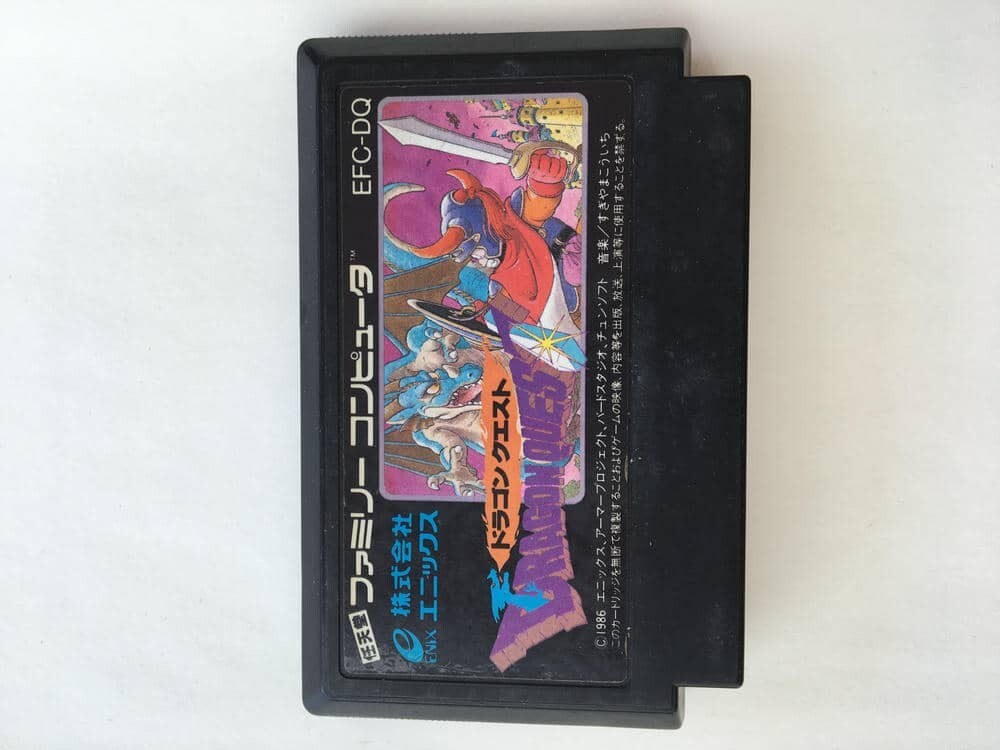 任天堂 ファミリー コンピュータ™
EFC-DQ
e 株式会社
ENIX エニックス
ドラゴンクエスト
DRAGON QUEST
©1986 エニックス、アーマープロジェクト、バードスタジオ、チュンソフト 音楽/すぎやまこういち
このカートリッジを無断で複製することおよびゲームの映像、内容等を出版、放送、上演等に使用することを禁ずる。